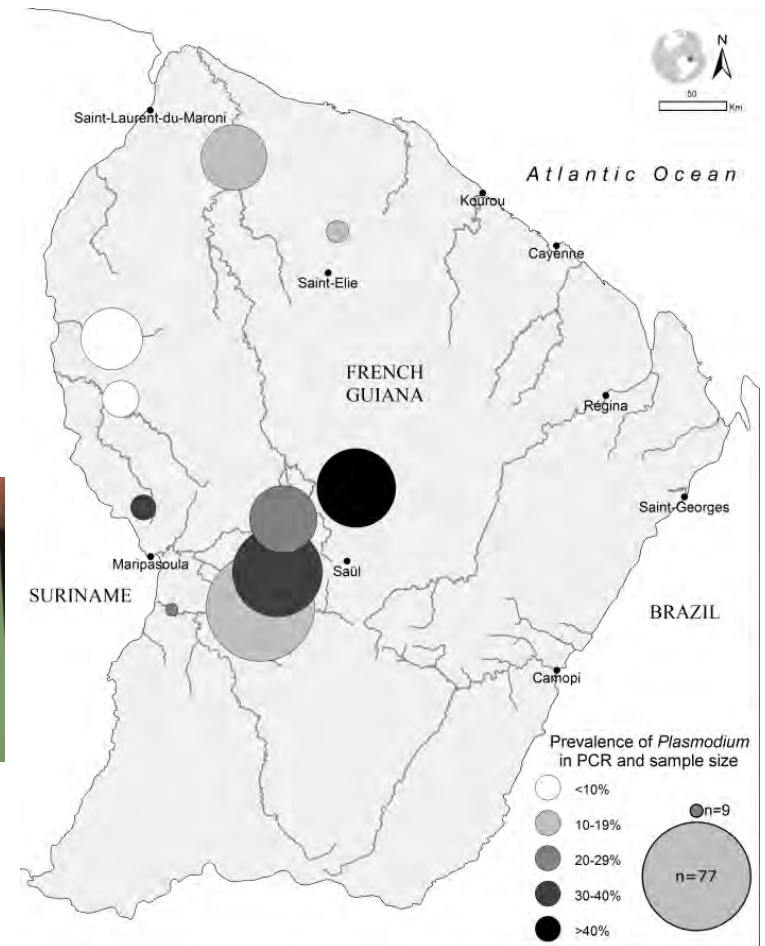 N
50
Km
Saint-Laurent-du-Maroni
Atlantic Ocean
Kourou
Cayenne
Saint-Elie
FRENCH
GUIANA
Régina
Saint-Georges
Maripasoula
Saül
SURINAME
BRAZIL
Camopi
Prevalence of Plasmodium
in PCR and sample size
<10%
10-19%
20-29%
30-40%
>40%
n=9
n=77